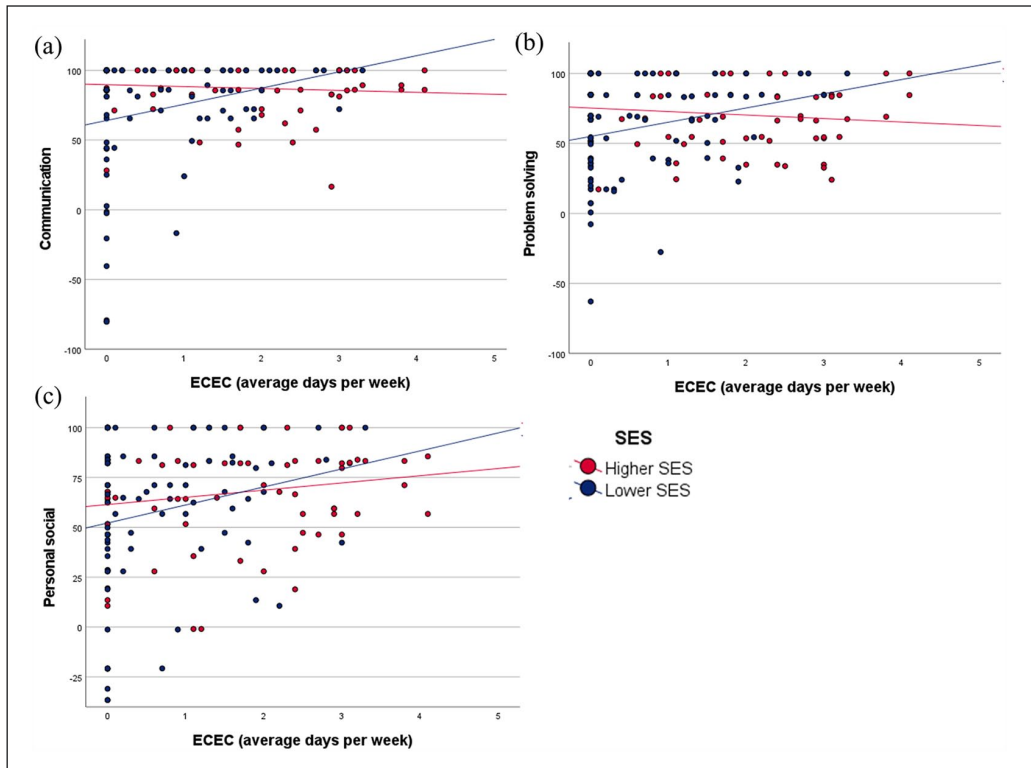 (a)
100
50
0
-50
-100
Communication
0 1 2 3 4 5
ECEC (average days per week)
(b)
100
50
0
-50
-100
Problem solving
0 1 2 3 4 5
ECEC (average days per week)
(c)
100
75
50
25
0
-25
Personal social
0 1 2 3 4 5
ECEC (average days per week)
SES
Higher SES
Lower SES